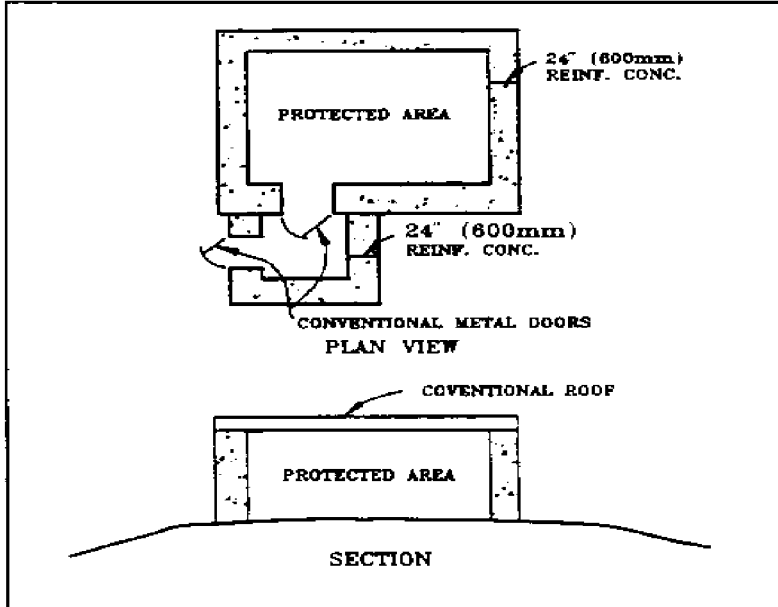 24" (600mm)
REINF. CONC.
PROTECTED AREA
24" (600mm)
REINF. CONC.
CONVENTIONAL METAL DOORS
PLAN VIEW
COVENTIONAL ROOF
PROTECTED AREA
SECTION